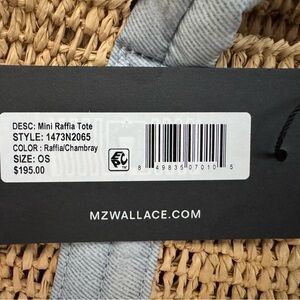 DESC: Mini Raffia Tote
STYLE: 1473N2065
COLOR : Raffia/Chambray
SIZE: OS
$195.00
8 49835 07010 5
MZWALLACE.COM